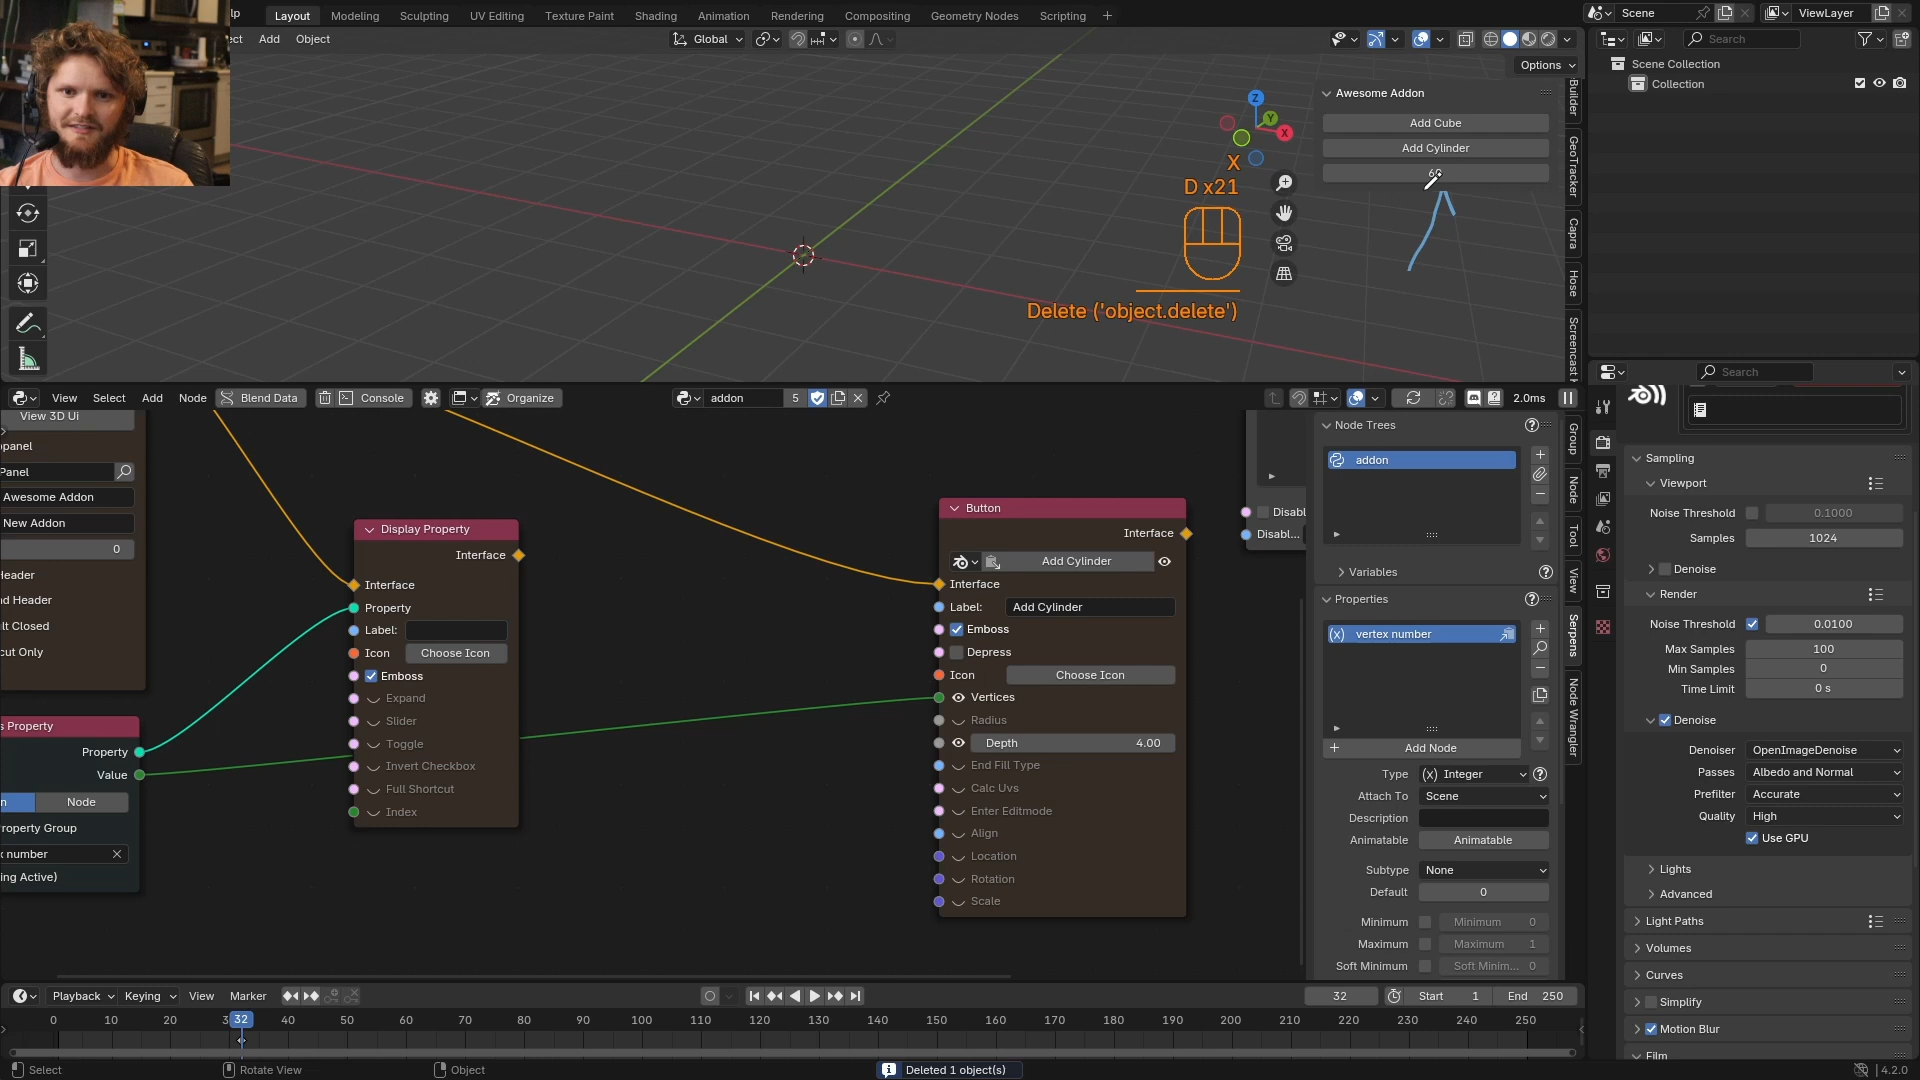 Layout Modeling Sculpting UV Editing Texture Paint Shading Animation Rendering Compositing Geometry Nodes Scripting +
Scene
ViewLayer
Add Object
Global
Search
Options
Scene Collection
Collection
Awesome Addon
Add Cube
Add Cylinder
Z
Y
X
X
D x21
Delete ('object.delete')
Builder
GeoTracker
Capra
Hose
Screencast
View Select Add Node Blend Data Console Organize
addon 5
2.0ms
View 3D Ui
Panel
Awesome Addon
New Addon
0
Property
Value
Node
roperty Group
number
ing Active)
Display Property
Interface
Interface
Property
Label:
Icon Choose Icon
Emboss
Expand
Slider
Toggle
Invert Checkbox
Full Shortcut
Index
Button
Interface
Add Cylinder
Interface
Label: Add Cylinder
Emboss
Depress
Icon Choose Icon
Vertices
Radius
Depth 4.00
End Fill Type
Calc Uvs
Enter Editmode
Align
Location
Rotation
Scale
Disabl
Disabl...
Node Trees
addon
Variables
Properties
vertex number
Add Node
Type (x) Integer
Attach To Scene
Description
Animatable Animatable
Subtype None
Default 0
Minimum Minimum 0
Maximum Maximum 1
Soft Minimum Soft Minim... 0
Group
Node
Tool
View
Serpens
Node Wrangler
Search
Sampling
Viewport
Noise Threshold 0.1000
Samples 1024
Denoise
Render
Noise Threshold 0.0100
Max Samples 100
Min Samples 0
Time Limit 0 s
Denoise
Denoiser OpenImageDenoise
Passes Albedo and Normal
Prefilter Accurate
Quality High
Use GPU
Lights
Advanced
Light Paths
Volumes
Curves
Simplify
Motion Blur
Film
Playback Keying View Marker
32 Start 1 End 250
0 10 20 32 40 50 60 70 80 90 100 110 120 130 140 150 160 170 180 190 200 210 220 230 240 250
Select Rotate View Object
Deleted 1 object(s)
4.2.0